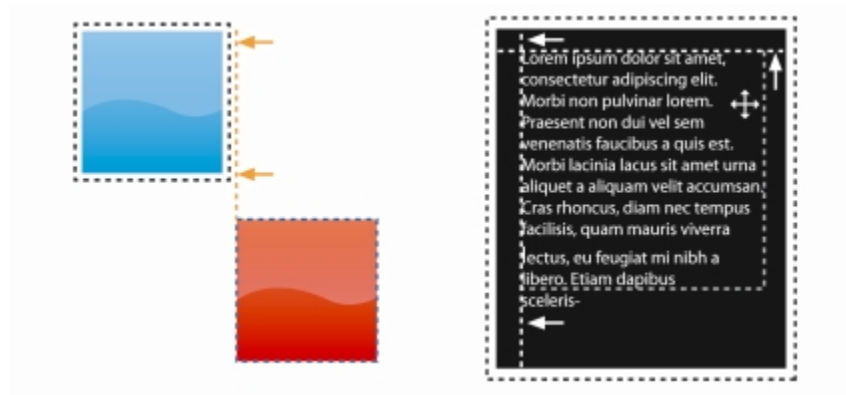 Lorem ipsum dolor sit amet,
consectetur adipiscing elit.
Morbi non pulvinar lorem.
Praesent non dui vel sem
venenatis faucibus a quis est.
Morbi lacinia lacus sit amet urna
aliquet a aliquam velit accumsan.
Cras rhoncus, diam nec tempus
facilisis, quam mauris viverra
lectus, eu feugiat mi nibh a
libero. Etiam dapibus
sceleris-